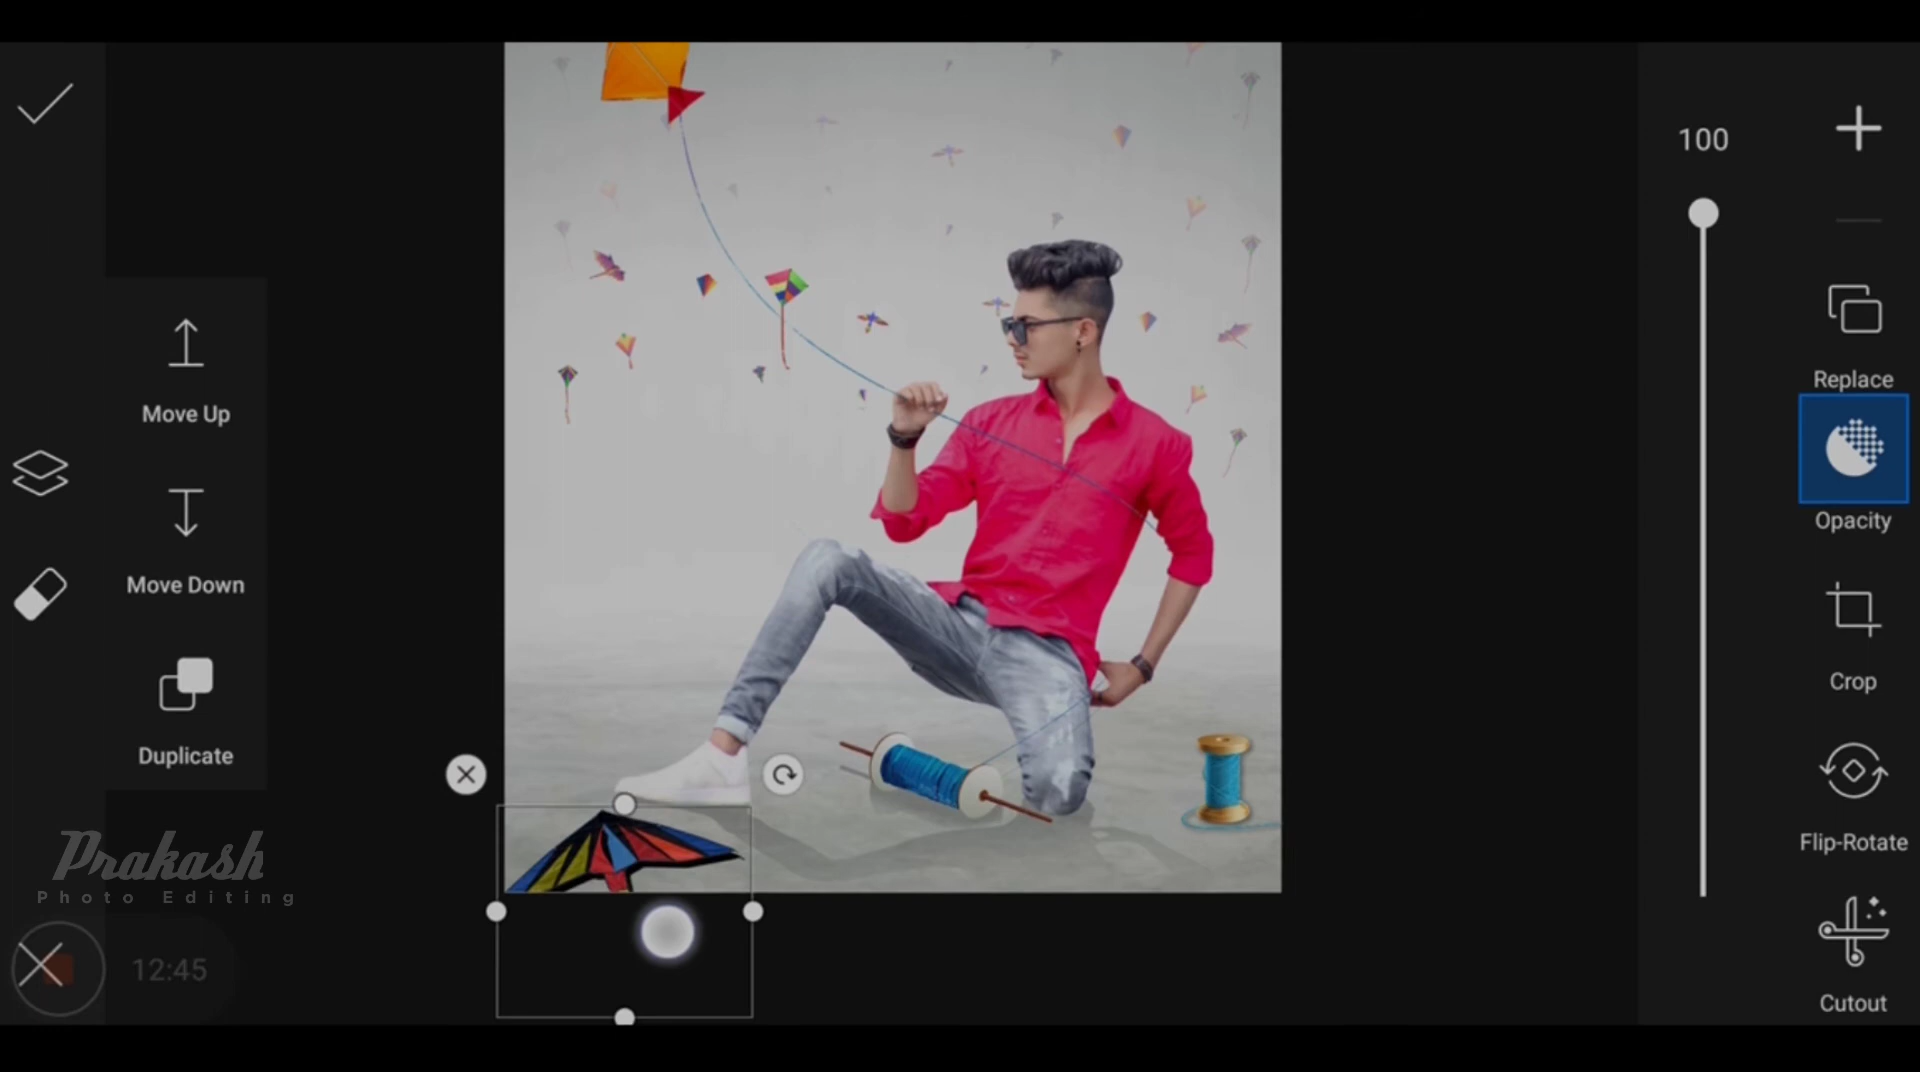 100
Replace
Move Up
Opacity
Move Down
Crop
Duplicate
Flip-Rotate
Prakash
Photo Editing
12:45
Cutout